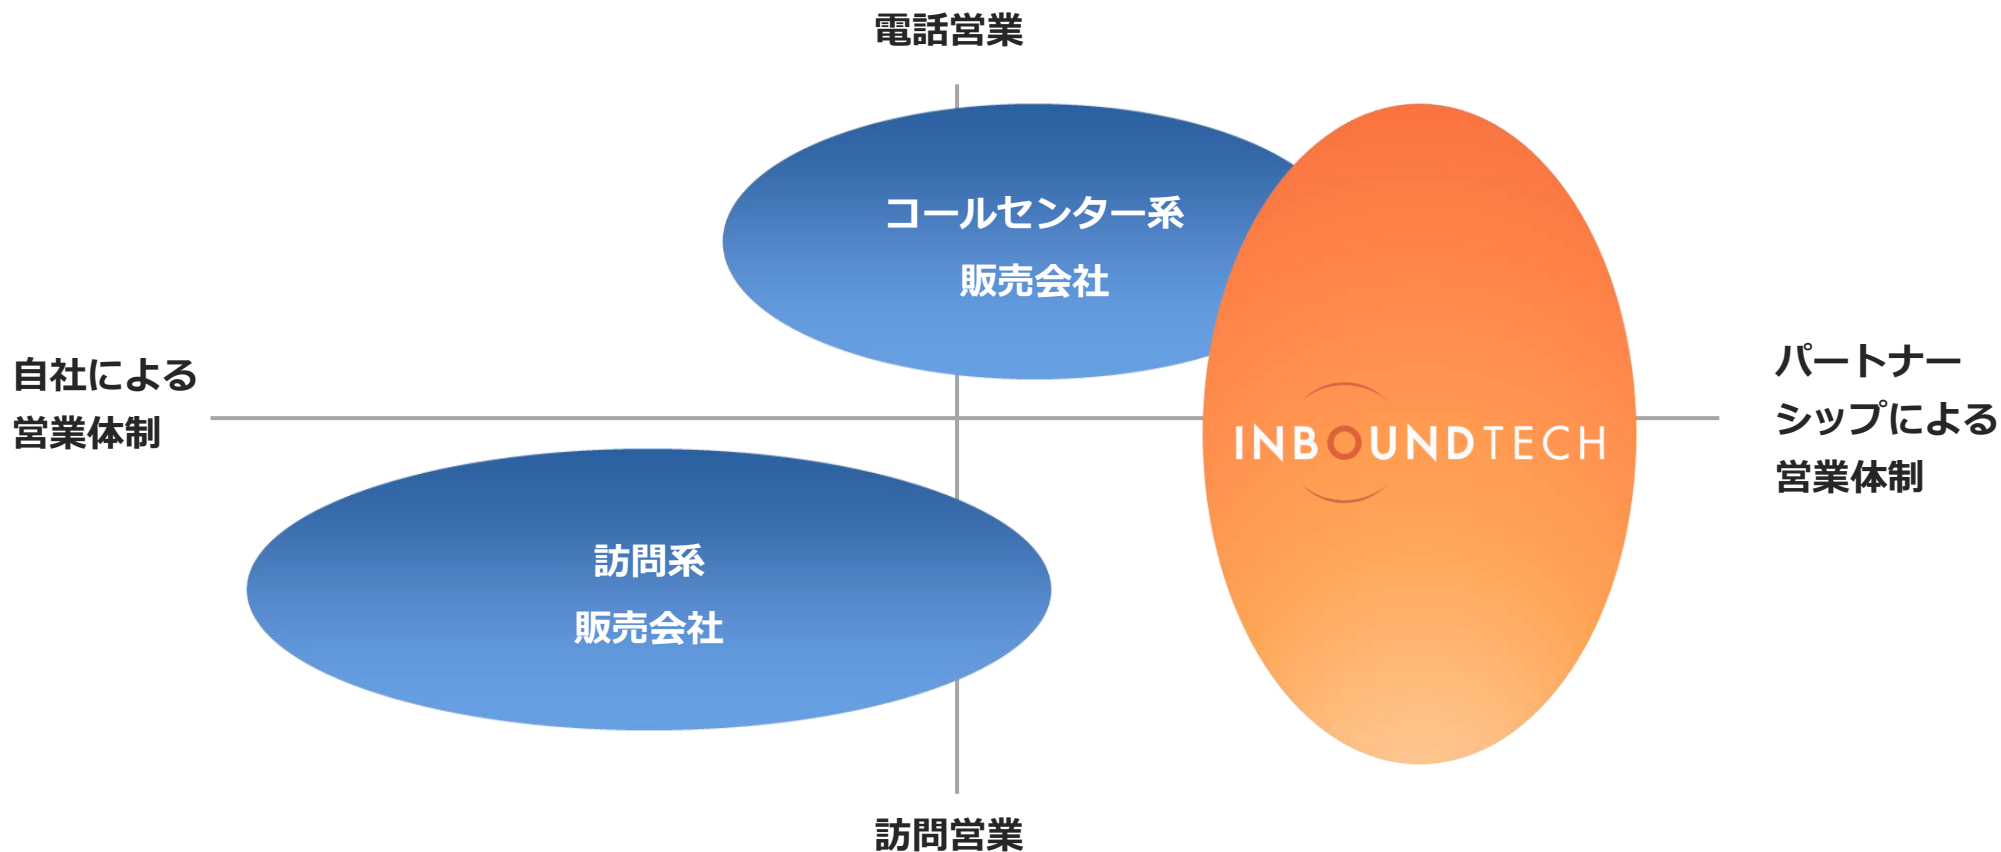 電話営業
コールセンター系
販売会社
自社による
営業体制
パートナー
シップによる
営業体制
INBOUNDTECH
訪問系
販売会社
訪問営業